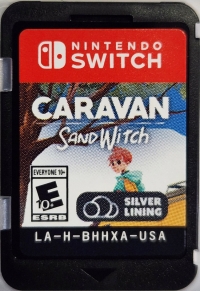 NINTENDO
SWITCH
CARAVAN
SANDWITCH
EVERYONE 10+
E
10+
ESRB
SILVER
LINING
LA-H-BHHXA-USA